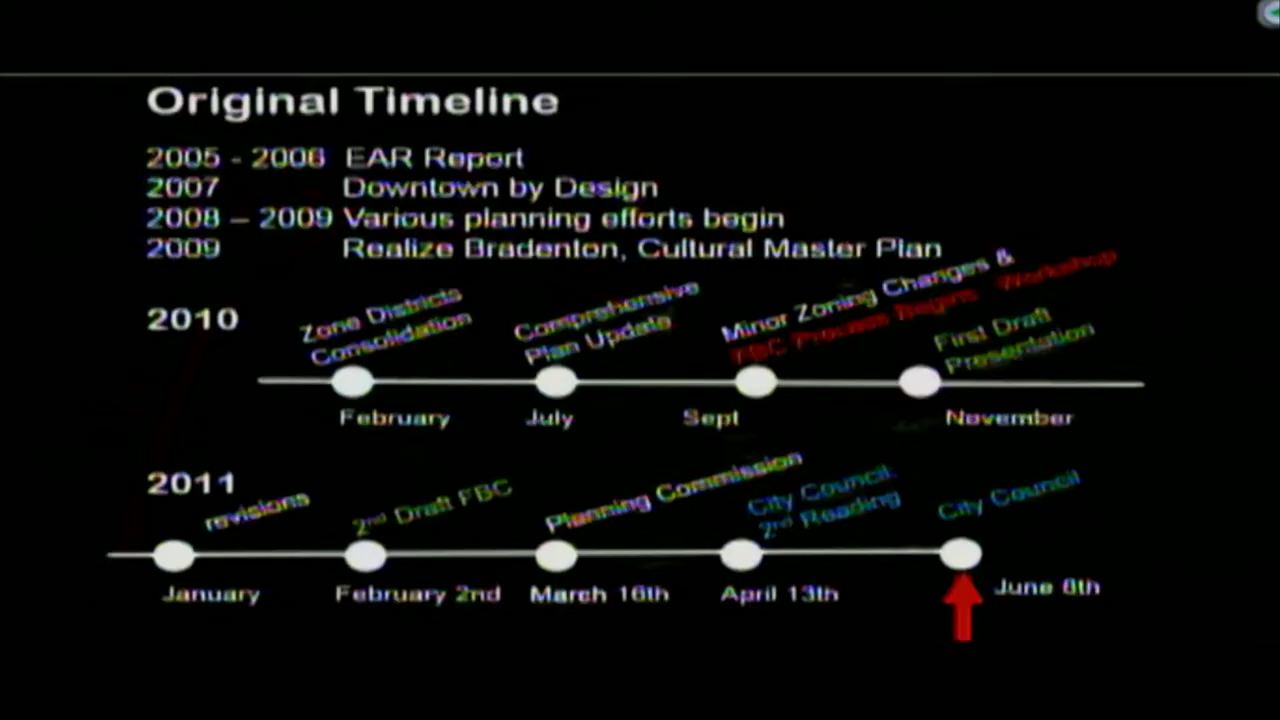 Original Timeline
2005 - 2006 EAR Report
2007 Downtown by Design
2008 – 2009 Various planning efforts begin
2009 Realize Bradenton, Cultural Master Plan
2010
Zone Districts
Consolidation
Comprehensive
Plan Update
Minor Zoning Changes &
FBC Process Begins Workshop
First Draft
Presentation
February
July
Sept
November
2011
revisions
2nd Draft FBC
Planning Commission
City Council
2nd Reading
City Council
January
February 2nd
March 16th
April 13th
June